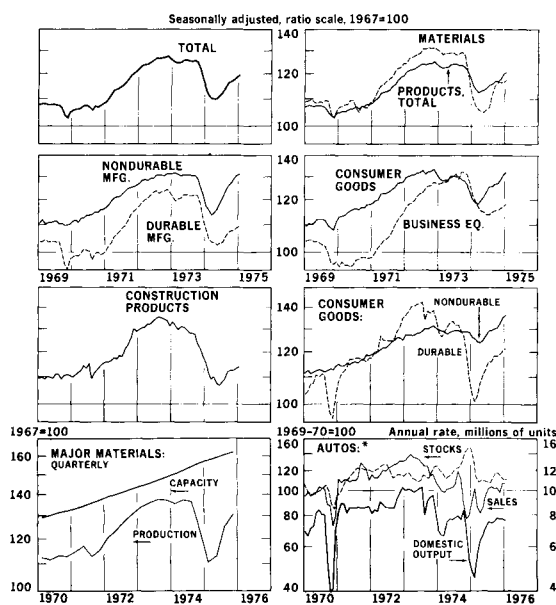 Seasonally adjusted, ratio scale, 1967=100
TOTAL
140
120
100
MATERIALS
PRODUCTS,
TOTAL
NONDURABLE
MFG.
DURABLE
MFG.
140
120
100
CONSUMER
GOODS
BUSINESS EQ.
1969 1971 1973 1975
1969 1971 1973 1975
CONSTRUCTION
PRODUCTS
140
120
100
CONSUMER
GOODS:
NONDURABLE
DURABLE
1967=100
1969-70=100 Annual rate, millions of units
MAJOR MATERIALS:
QUARTERLY
CAPACITY
PRODUCTION
160
140
120
100
AUTOS:*
STOCKS
SALES
DOMESTIC
OUTPUT
160
140
120
100
80
60
40
16
12
10
8
6
4
1970 1972 1974 1976
1970 1972 1974 1976